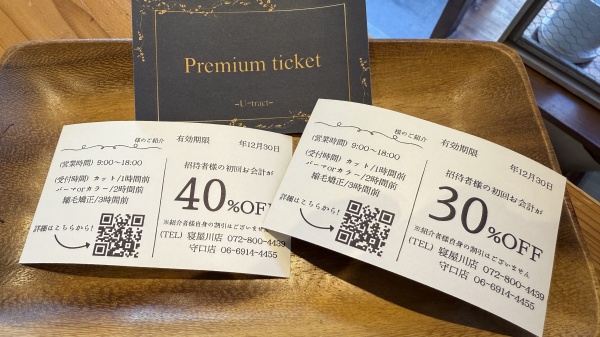 Premium ticket
-U-tract-
様のご紹介
有効期限 年12月30日
(営業時間) 9:00~18:00
(受付時間) カット/1時間前
パーマorカラー/2時間前
縮毛矯正/3時間前
詳細はこちらから!
招待者様の初回お会計が
40%OFF
※紹介者様自身の割引はございません
(TEL) 寝屋川店 072-800-4439
守口店 06-6914-4455
様のご紹介
有効期限 年12月30日
(営業時間) 9:00~18:00
(受付時間) カット/1時間前
パーマorカラー/2時間前
縮毛矯正/3時間前
詳細はこちらから!
招待者様の初回お会計が
30%OFF
※紹介者様自身の割引はございません
(TEL) 寝屋川店 072-800-4439
守口店 06-6914-4455